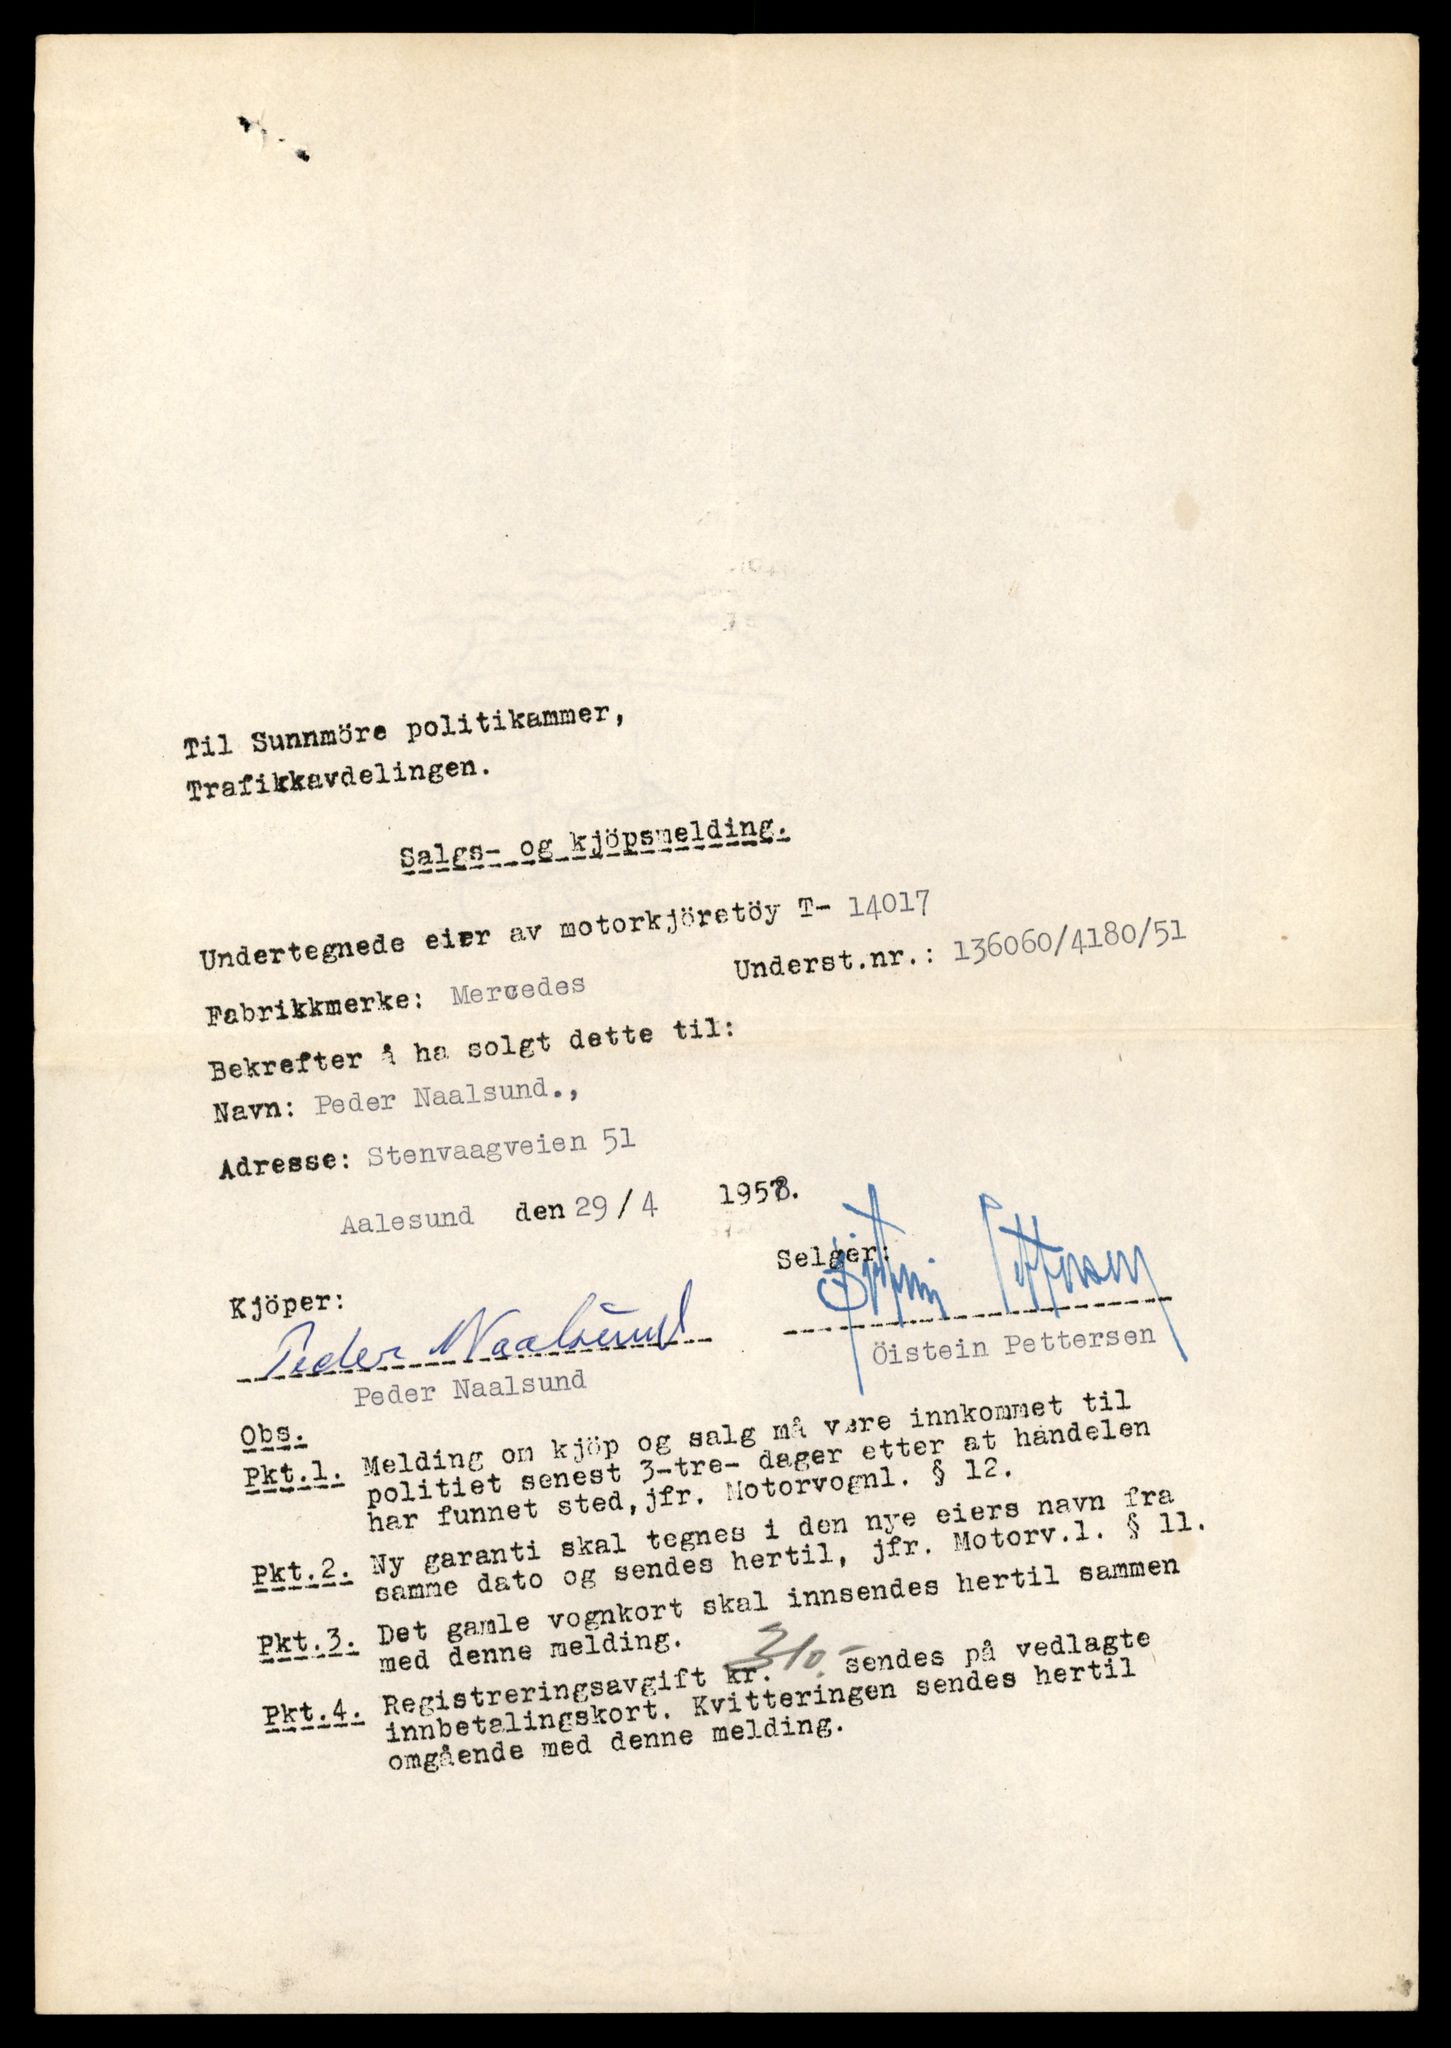 Til Sunnmöre politikammer,
Trafikkavdelingen.
Salgs- og kjöpsmelding.
Undertegnede eier av motorkjöretöy T- 14017
Fabrikkmerke: Mercedes Underst.nr.: 136060/4180/51
Bekrefter å ha solgt dette til:
Navn: Peder Naalsund.,
Adresse: Stenvaagveien 51
Aalesund den 29/4 1958.
Selger:
Öistein Pettersen
Kjöper:
Peder Naalsund
Öistein Pettersen
Peder Naalsund
Obs.
Pkt.1. Melding om kjöp og salg må være innkommet til
politiet senest 3-tre- dager etter at handelen
har funnet sted, jfr. Motorvognl. § 12.
Pkt.2. Ny garanti skal tegnes i den nye eiers navn fra
samme dato og sendes hertil, jfr. Motorv.l. § 11.
Pkt.3. Det gamle vognkort skal innsendes hertil sammen
med denne melding.
Pkt.4. Registreringsavgift kr. 310.- sendes på vedlagte
innbetalingskort. Kvitteringen sendes hertil
omgående med denne melding.